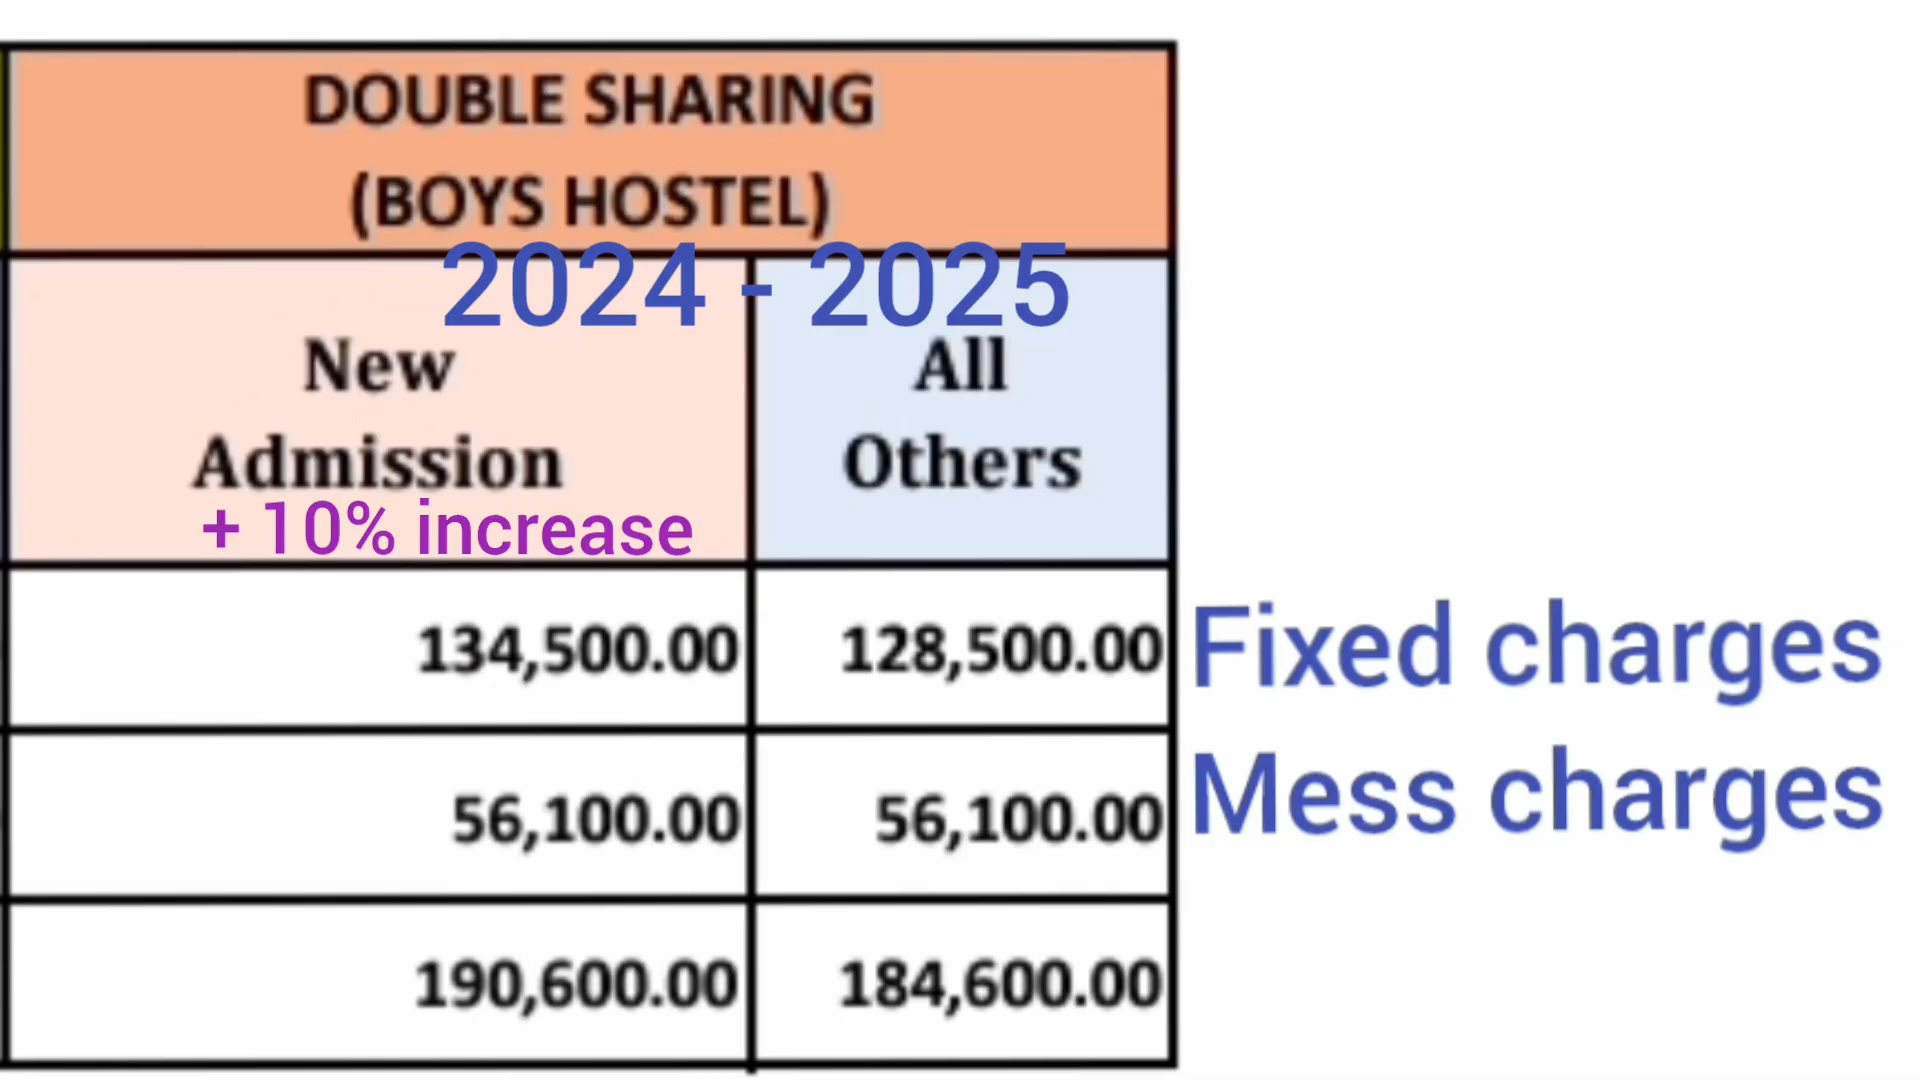 DOUBLE SHARING
(BOYS HOSTEL)
2024 - 2025
New
Admission
+ 10% increase
All
Others
134,500.00 128,500.00 Fixed charges
56,100.00 56,100.00 Mess charges
190,600.00 184,600.00